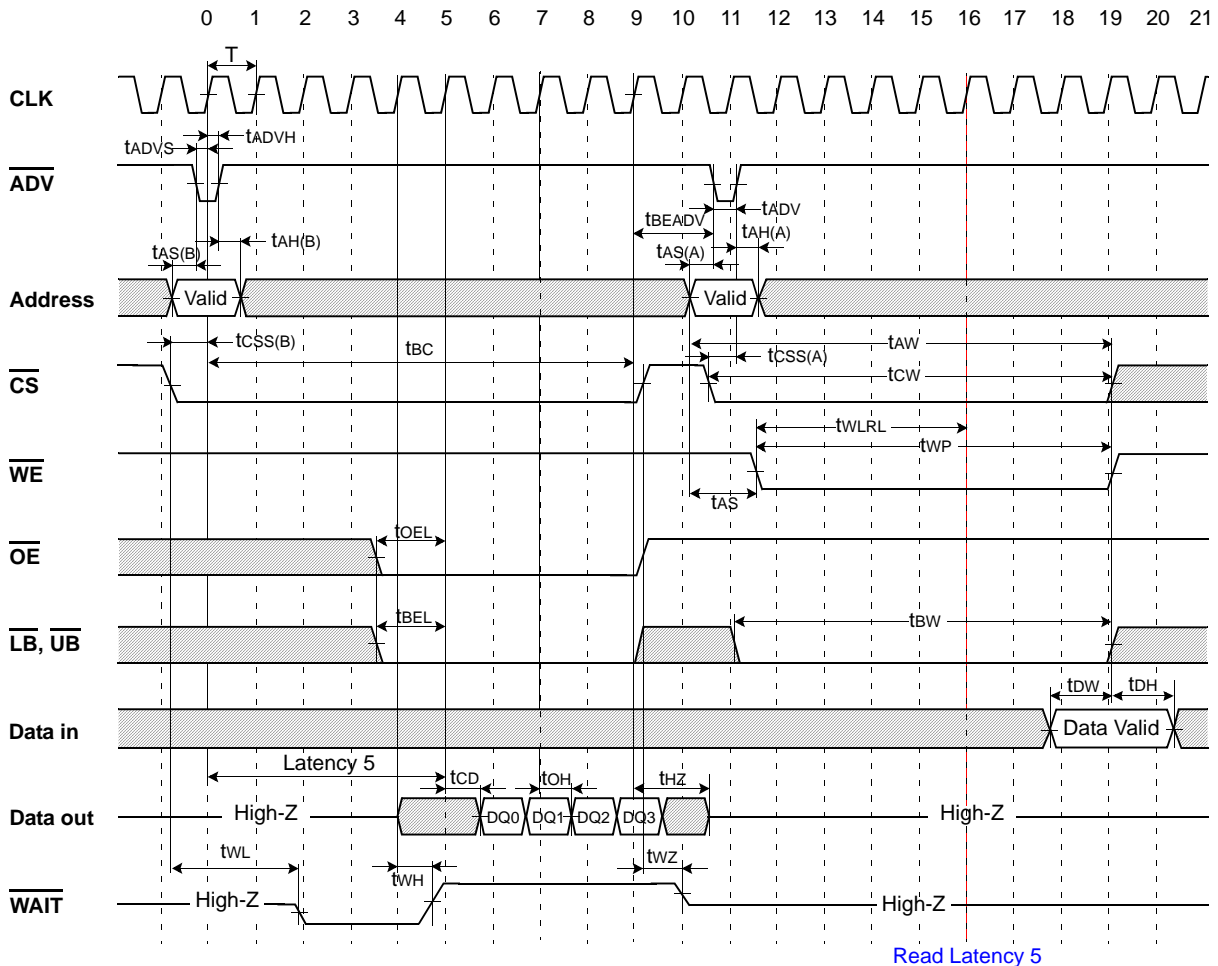 0 1 2 3 4 5 6 7 8 9 10 11 12 13 14 15 16 17 18 19 20 21
T
CLK
tADVH
tADVS
ADV
tADV
tBEADV
tAH(B)
tAH(A)
tAS(B)
tAS(A)
Address
Valid
Valid
tCSS(B)
tBC
tCSS(A)
tAW
CS
tCW
tWLRL
tWP
WE
tAS
tOEL
OE
tBEL
tBW
LB, UB
tDW
tDH
Data in
Data Valid
Latency 5
tCD
tOH
tHZ
Data out
High-Z
DQ0
DQ1
DQ2
DQ3
High-Z
tWL
tWH
tWZ
WAIT
High-Z
High-Z
Read Latency 5